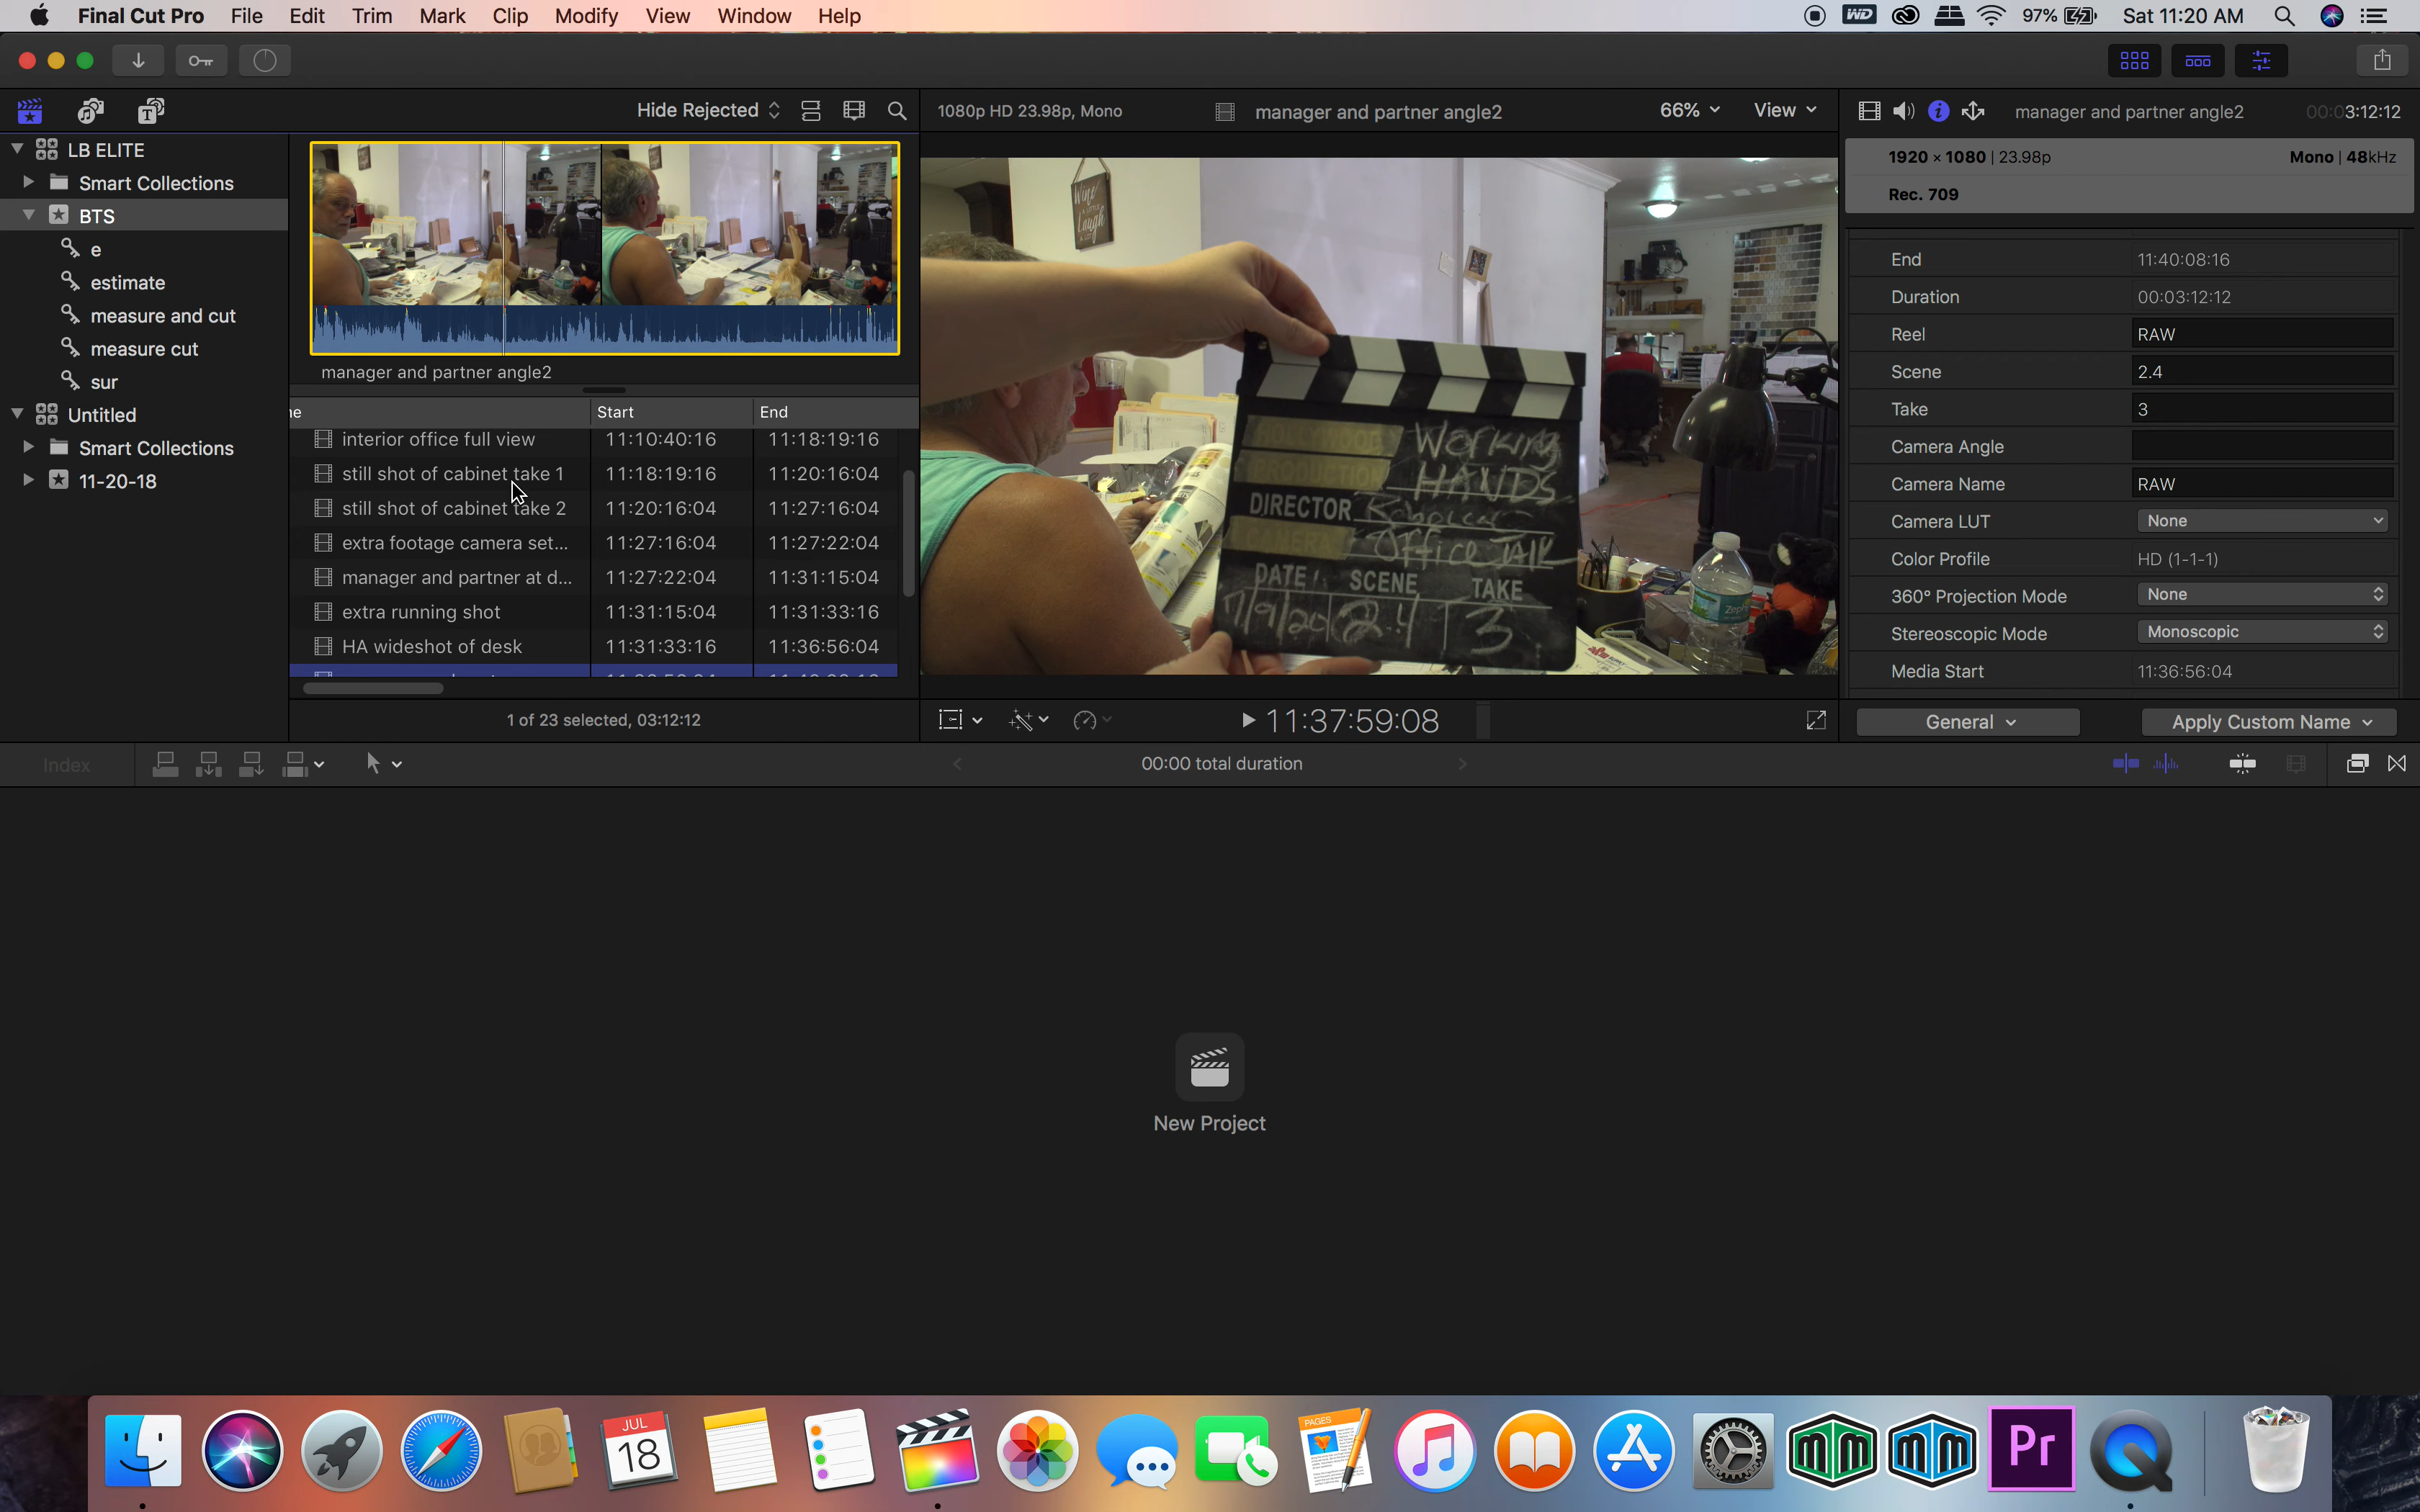 Final Cut Pro File Edit Trim Mark Clip Modify View Window Help
WD 97% Sat 11:20 AM
Hide Rejected
1080p HD 23.98p, Mono manager and partner angle2 66% View
manager and partner angle2 00:03:12:12
LB ELITE
Smart Collections
BTS
e
estimate
measure and cut
measure cut
sur
Untitled
Smart Collections
11-20-18
manager and partner angle2
ne Start End
interior office full view 11:10:40:16 11:18:19:16
still shot of cabinet take 1 11:18:19:16 11:20:16:04
still shot of cabinet take 2 11:20:16:04 11:27:16:04
extra footage camera set... 11:27:16:04 11:27:22:04
manager and partner at d... 11:27:22:04 11:31:15:04
extra running shot 11:31:15:04 11:31:33:16
HA wideshot of desk 11:31:33:16 11:36:56:04
1 of 23 selected, 03:12:12
Wine
Laugh
HOLLYWOOD WORKING
PRODUCTION HANDS
DIRECTOR
CAMERA OFFICE TALK
DATE SCENE TAKE
2.4 3
11:37:59:08
1920 × 1080 | 23.98p Mono | 48kHz
Rec. 709
End 11:40:08:16
Duration 00:03:12:12
Reel RAW
Scene 2.4
Take 3
Camera Angle
Camera Name RAW
Camera LUT None
Color Profile HD (1-1-1)
360° Projection Mode None
Stereoscopic Mode Monoscopic
Media Start 11:36:56:04
General Apply Custom Name
Index 00:00 total duration
New Project
JUL
18
PAGES
Pr